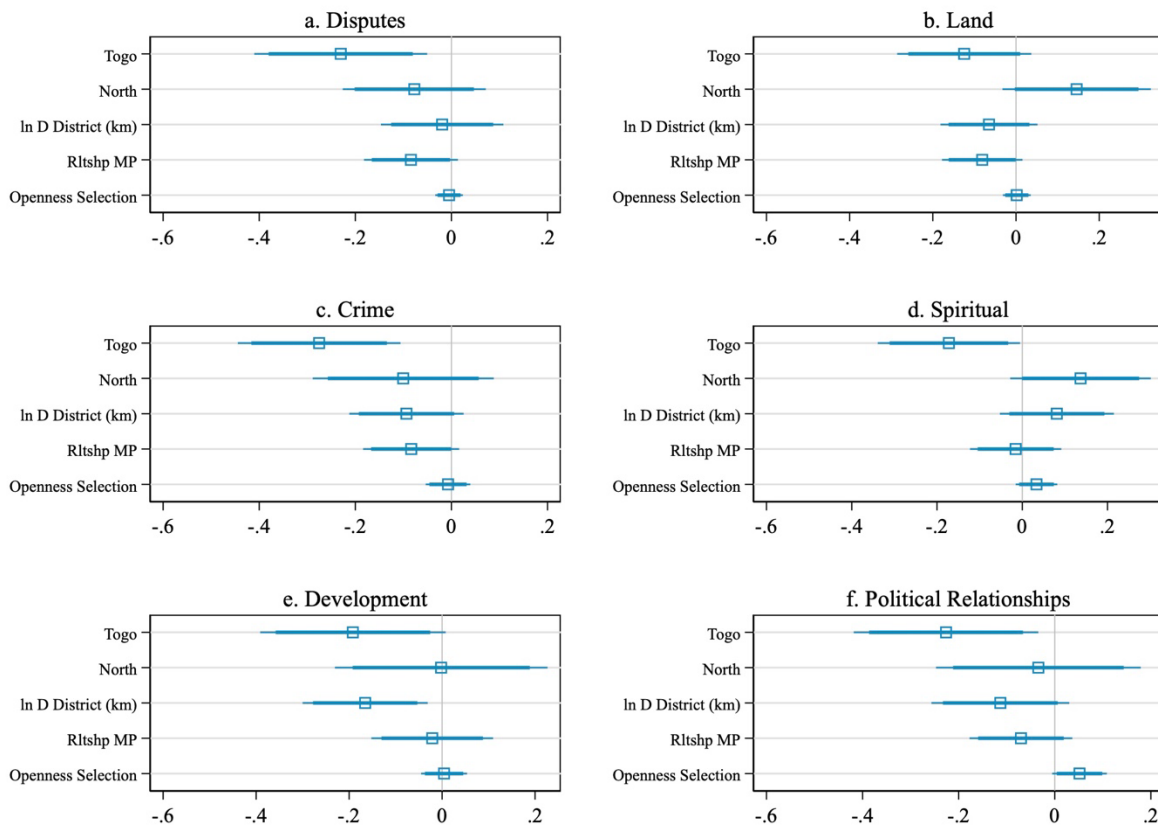 a. Disputes
Togo
North
ln D District (km)
Rltshp MP
Openness Selection
-.6 -.4 -.2 0 .2
b. Land
Togo
North
ln D District (km)
Rltshp MP
Openness Selection
-.6 -.4 -.2 0 .2
c. Crime
Togo
North
ln D District (km)
Rltshp MP
Openness Selection
-.6 -.4 -.2 0 .2
d. Spiritual
Togo
North
ln D District (km)
Rltshp MP
Openness Selection
-.6 -.4 -.2 0 .2
e. Development
Togo
North
ln D District (km)
Rltshp MP
Openness Selection
-.6 -.4 -.2 0 .2
f. Political Relationships
Togo
North
ln D District (km)
Rltshp MP
Openness Selection
-.6 -.4 -.2 0 .2